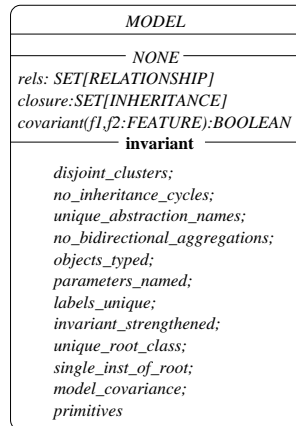 MODEL
NONE
rels: SET[RELATIONSHIP]
closure:SET[INHERITANCE]
covariant(f1,f2:FEATURE):BOOLEAN
invariant
disjoint_clusters;
no_inheritance_cycles;
unique_abstraction_names;
no_bidirectional_aggregations;
objects_typed;
parameters_named;
labels_unique;
invariant_strengthened;
unique_root_class;
single_inst_of_root;
model_covariance;
primitives